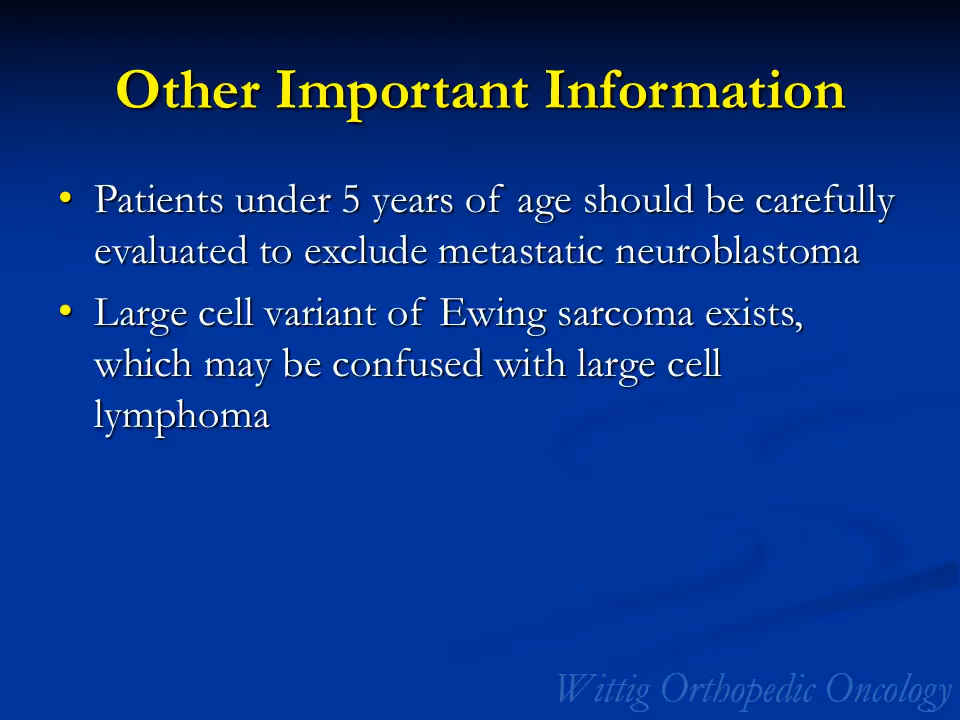 Other Important Information
• Patients under 5 years of age should be carefully
evaluated to exclude metastatic neuroblastoma
• Large cell variant of Ewing sarcoma exists,
which may be confused with large cell
lymphoma
Wittig Orthopedic Oncology